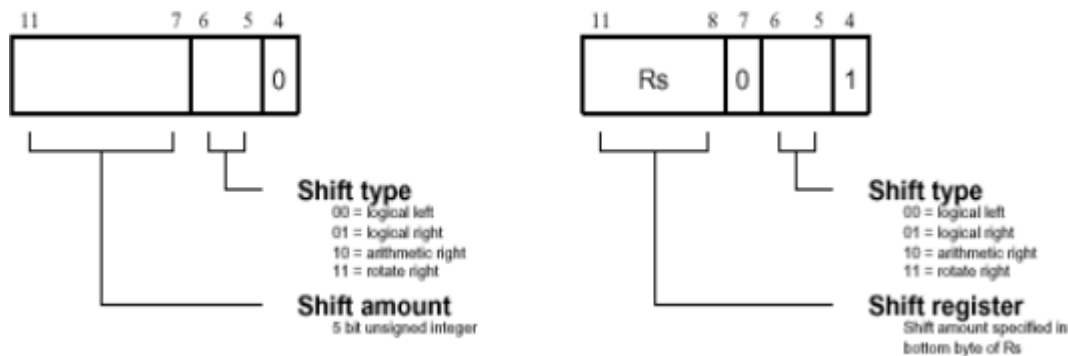 11 7 6 5 4
0
Shift type
00 = logical left
01 = logical right
10 = arithmetic right
11 = rotate right
Shift amount
5 bit unsigned integer
11 8 7 6 5 4
Rs 0 1
Shift type
00 = logical left
01 = logical right
10 = arithmetic right
11 = rotate right
Shift register
Shift amount specified in
bottom byte of Rs